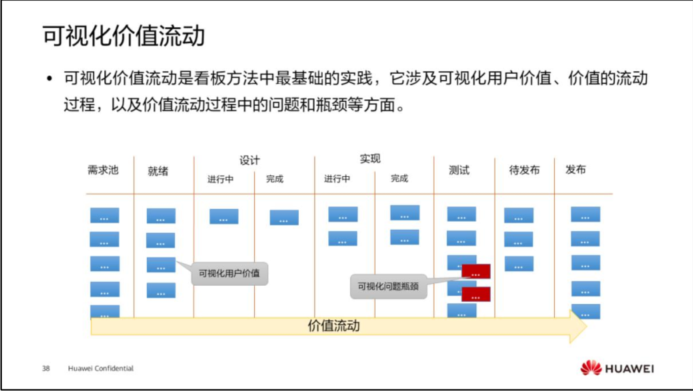 可视化价值流动
• 可视化价值流动是看板方法中最基础的实践，它涉及可视化用户价值、价值的流动
过程，以及价值流动过程中的问题和瓶颈等方面。
需求池 就绪 设计 实现 测试 待发布 发布
进行中 完成 进行中 完成
... ... ... ... ... ... ... ... ...
... ... ... ... ... ... ...
... ... ... ... ...
可视化用户价值
...
可视化问题瓶颈
... ... ... ...
...
... ... ...
价值流动
38 Huawei Confidential
HUAWEI